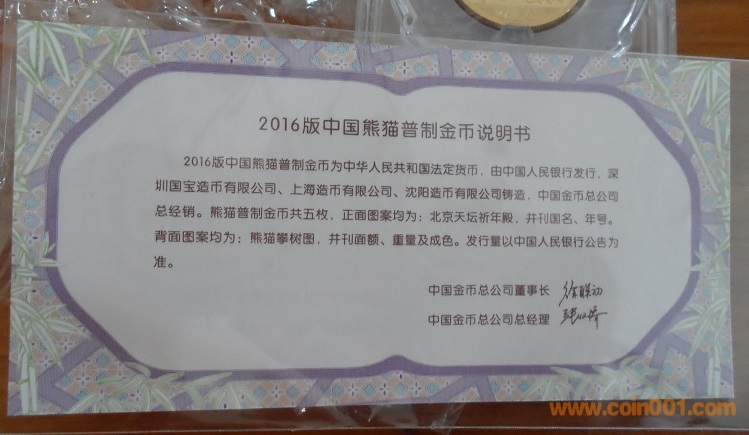 2016版中国熊猫普制金币说明书
2016版中国熊猫普制金币为中华人民共和国法定货币，由中国人民银行发行，深
圳国宝造币有限公司、上海造币有限公司、沈阳造币有限公司铸造，中国金币总公司
总经销。熊猫普制金币共五枚，正面图案均为：北京天坛祈年殿，并刊国名、年号。
背面图案均为：熊猫攀树图，并刊面额、重量及成色。发行量以中国人民银行公告为
准。
中国金币总公司董事长
中国金币总公司总经理
www.coin001.com